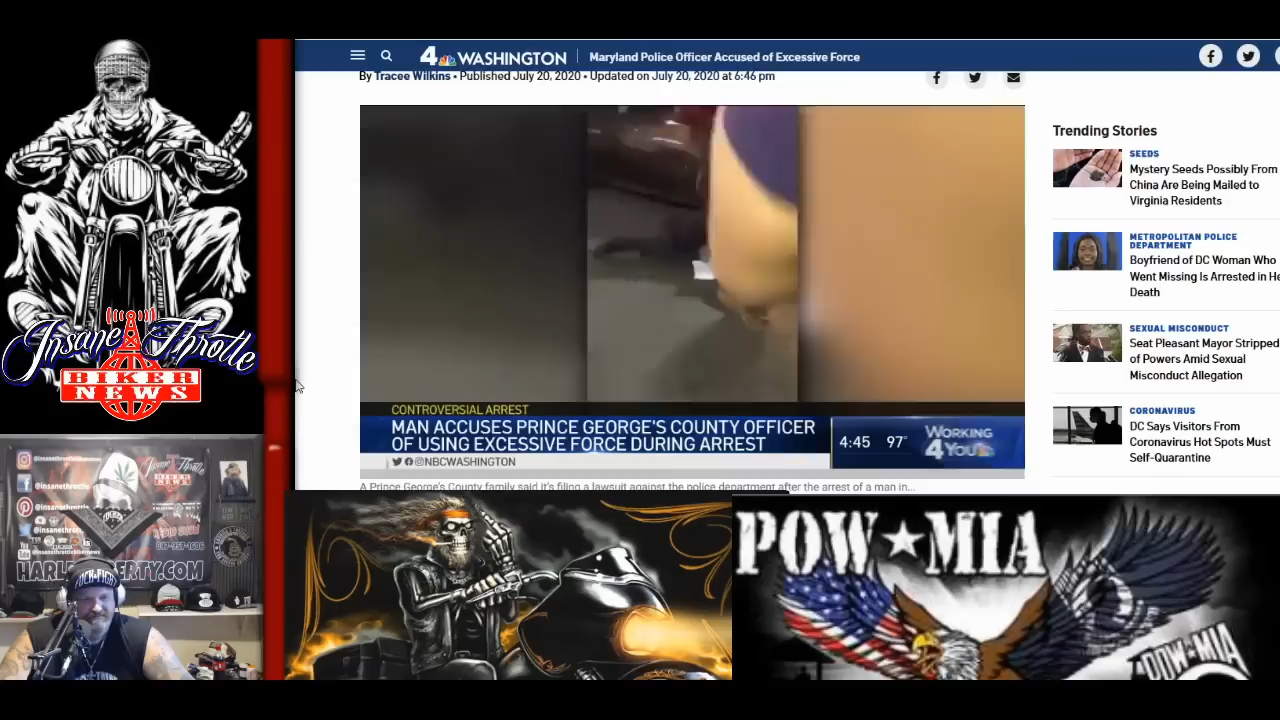 4 WASHINGTON
Maryland Police Officer Accused of Excessive Force
By Tracee Wilkins • Published July 20, 2020 • Updated on July 20, 2020 at 6:46 pm
CONTROVERSIAL ARREST
MAN ACCUSES PRINCE GEORGE'S COUNTY OFFICER
OF USING EXCESSIVE FORCE DURING ARREST
@NBCWASHINGTON
4:45 97°
WORKING
4 YOU
A Prince George's County family said it's filing a lawsuit against the police department after the arrest of a man in...
Trending Stories
SEEDS
Mystery Seeds Possibly From
China Are Being Mailed to
Virginia Residents
METROPOLITAN POLICE
DEPARTMENT
Boyfriend of DC Woman Who
Went Missing Is Arrested in He
Death
SEXUAL MISCONDUCT
Seat Pleasant Mayor Stripped
of Powers Amid Sexual
Misconduct Allegation
CORONAVIRUS
DC Says Visitors From
Coronavirus Hot Spots Must
Self-Quarantine
Insane Throttle
BIKER
NEWS
@insanethrottle
Insane Throttle
POW★MIA
POW-MIA